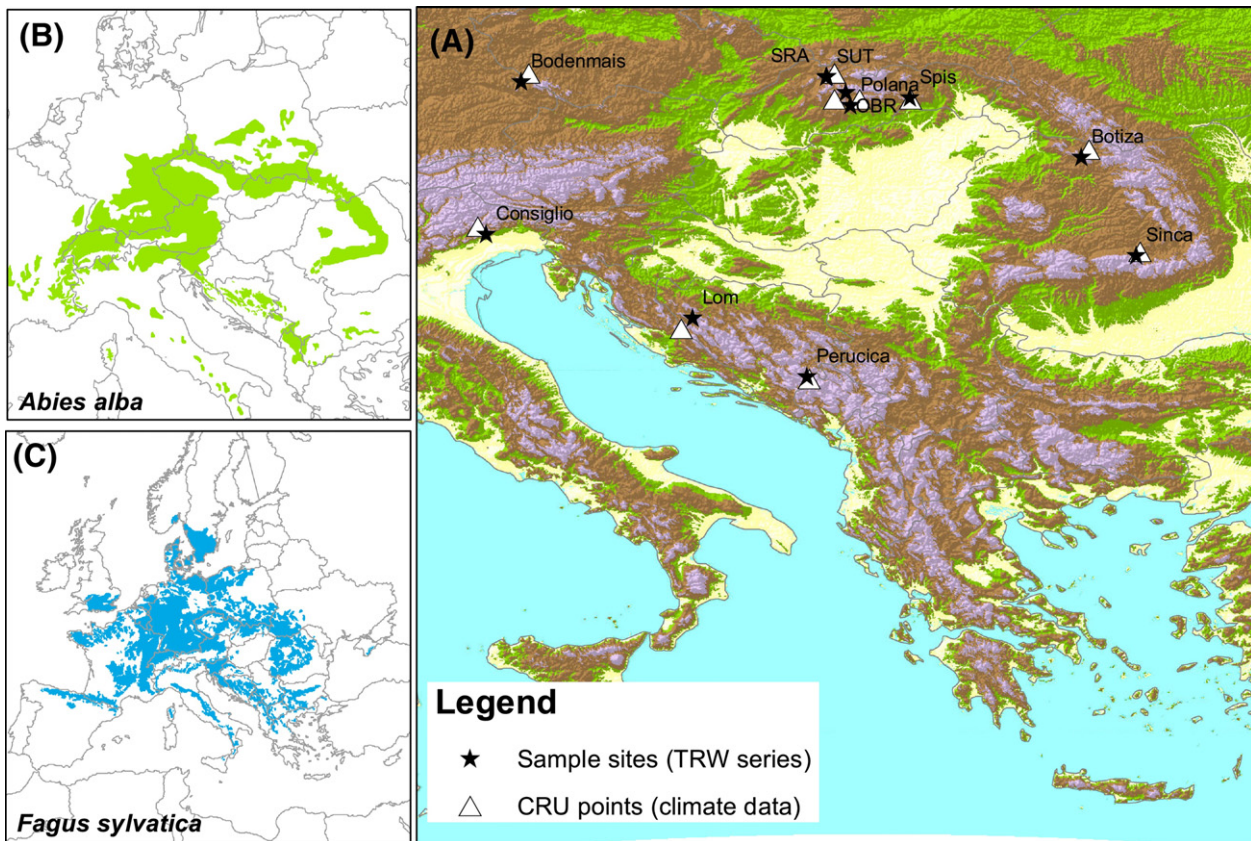 (B)
Abies alba
(C)
Fagus sylvatica
(A)
Bodenmais
SRA
SUT
Polana
Spis
OBR
Botiza
Consiglio
Sinca
Lom
Perucica
Legend
Sample sites (TRW series)
CRU points (climate data)